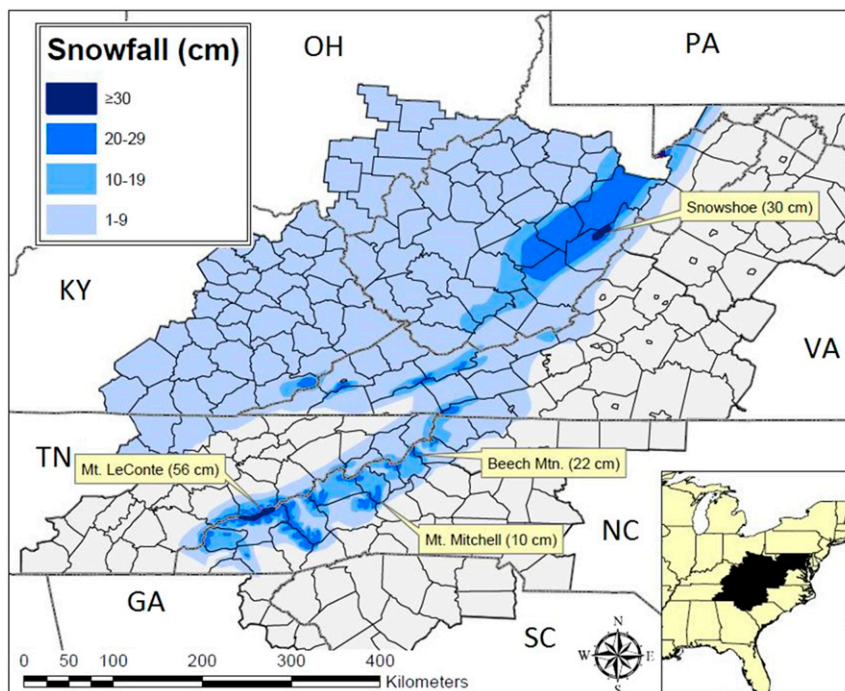 OH
PA
Snowfall (cm)
≥30
20-29
10-19
1-9
Snowshoe (30 cm)
KY
VA
TN
Mt. LeConte (56 cm)
Beech Mtn. (22 cm)
Mt. Mitchell (10 cm)
NC
GA
SC
N
W
E
S
0 50 100 200 300 400
Kilometers